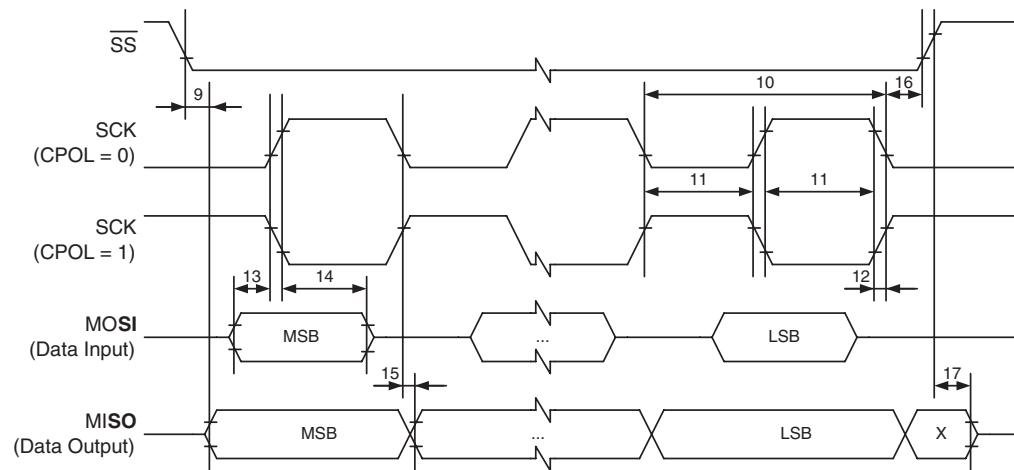 SS
9
10
16
SCK
(CPOL = 0)
11
11
SCK
(CPOL = 1)
13
14
12
MOSI
(Data Input)
MSB
...
LSB
15
17
MISO
(Data Output)
MSB
...
LSB
X